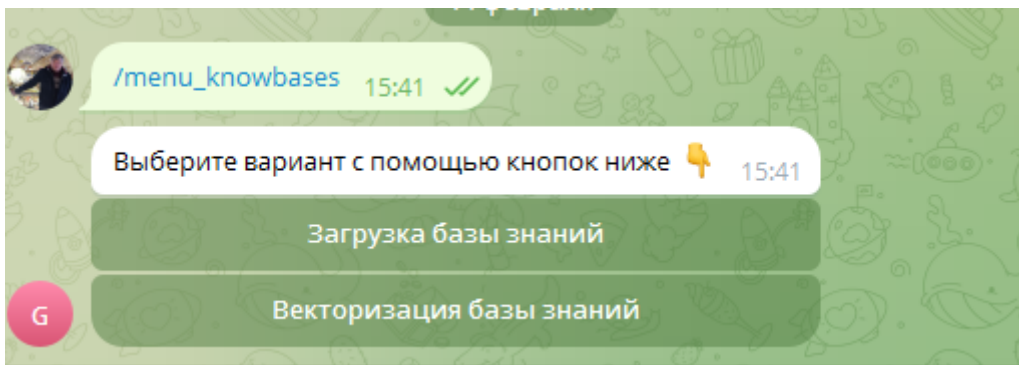 /menu_knowbases 15:41
Выберите вариант с помощью кнопок ниже 👇 15:41
Загрузка базы знаний
G
Векторизация базы знаний